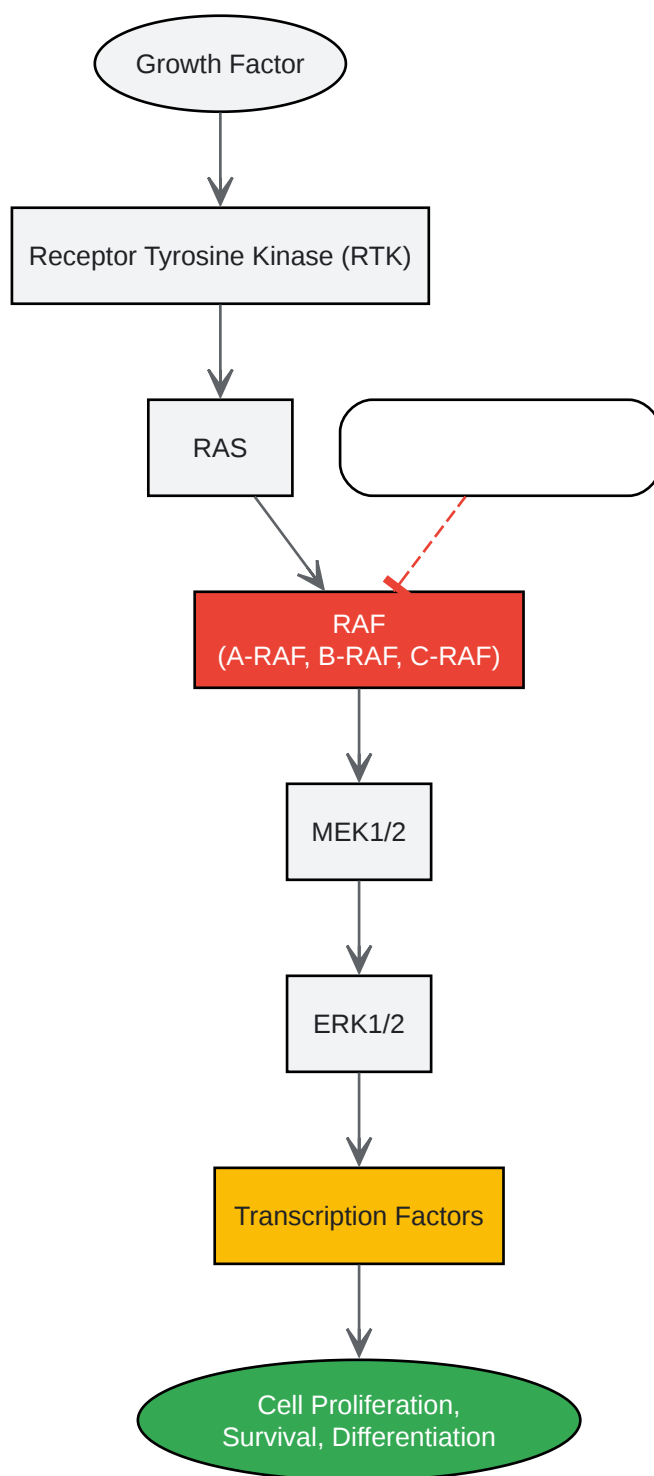 Growth Factor
Receptor Tyrosine Kinase (RTK)
RAS
RAF
(A-RAF, B-RAF, C-RAF)
MEK1/2
ERK1/2
Transcription Factors
Cell Proliferation,
Survival, Differentiation